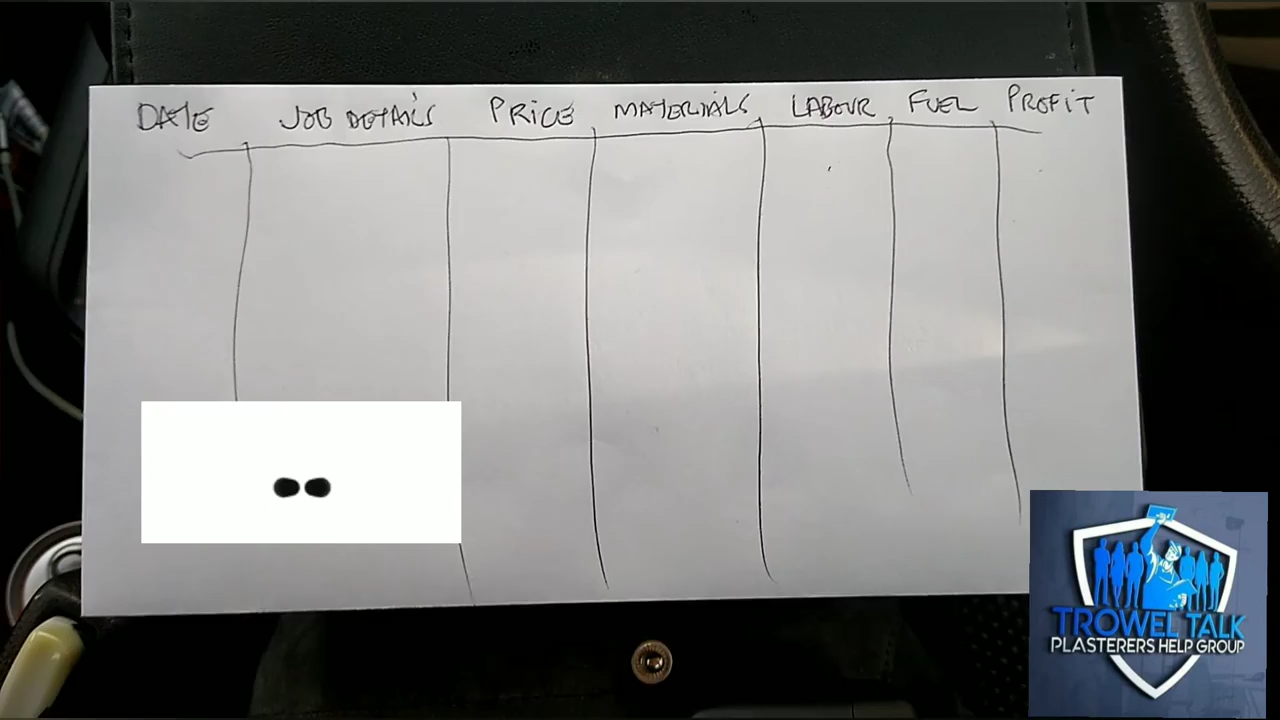 DATE JOB DETAILS PRICE MATERIALS LABOUR FUEL PROFIT
TROWEL TALK
PLASTERERS HELP GROUP